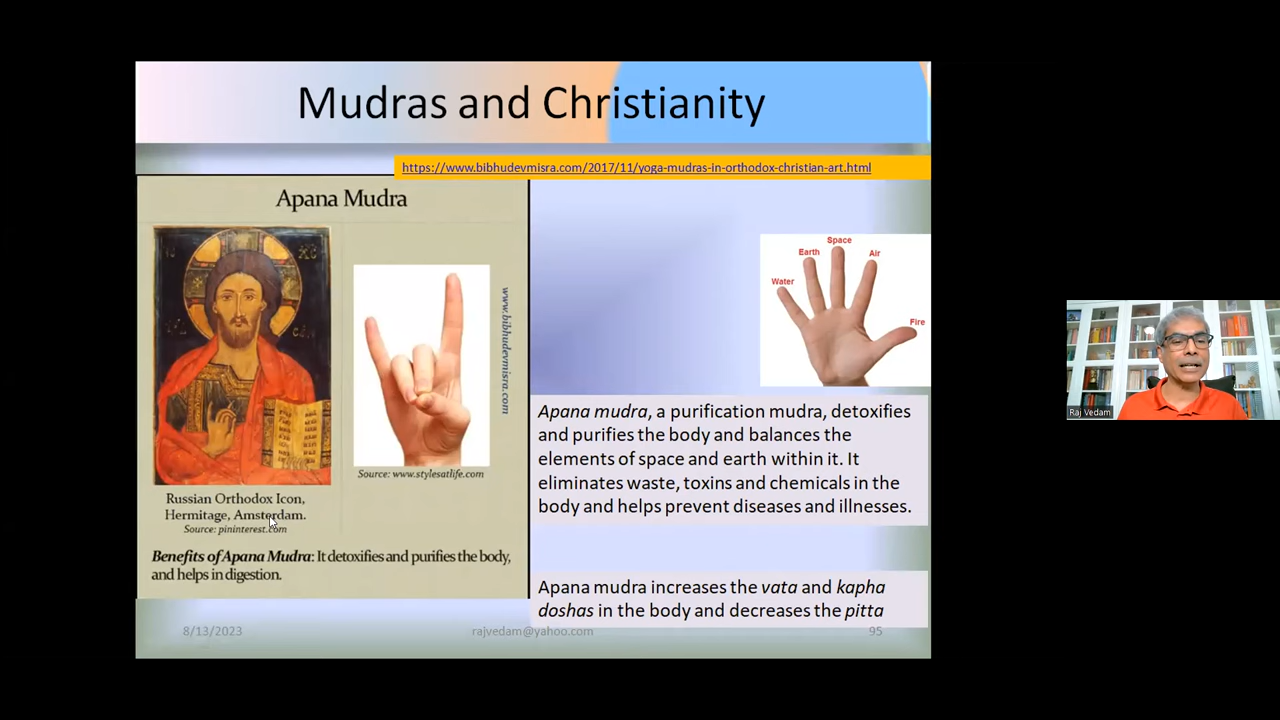 Mudras and Christianity
https://www.bibhudevmisra.com/2017/11/yoga-mudras-in-orthodox-christian-art.html
Apana Mudra
www.bibhudevmisra.com
Source: www.stylesatlife.com
Russian Orthodox Icon,
Hermitage, Amsterdam.
Source: pininterest.com
Benefits of Apana Mudra: It detoxifies and purifies the body,
and helps in digestion.
Space
Earth
Air
Water
Fire
Apana mudra, a purification mudra, detoxifies
and purifies the body and balances the
elements of space and earth within it. It
eliminates waste, toxins and chemicals in the
body and helps prevent diseases and illnesses.
Apana mudra increases the vata and kapha
doshas in the body and decreases the pitta
8/13/2023
rajvedam@yahoo.com
95
Raj Vedam